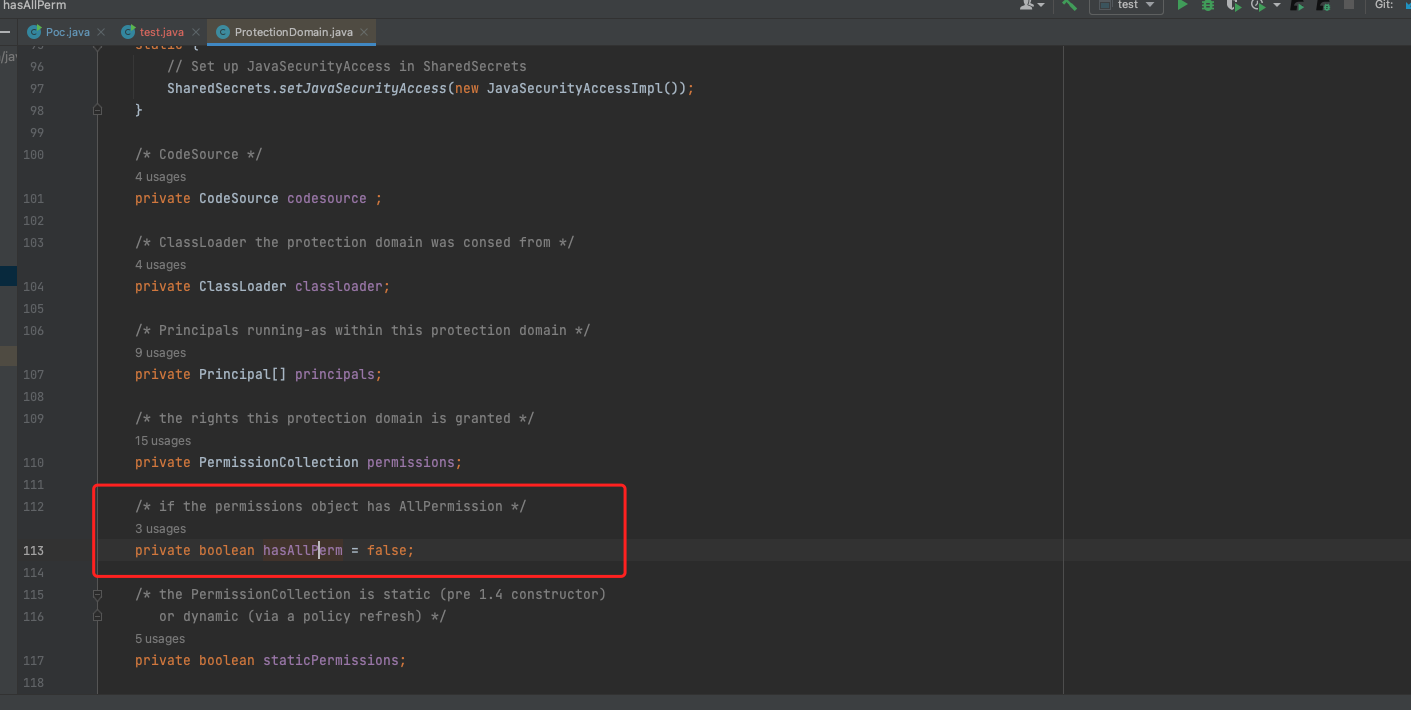 hasAllPerm
test
Git:
Poc.java
test.java
ProtectionDomain.java
/jav
95 static {
96 // Set up JavaSecurityAccess in SharedSecrets
97 SharedSecrets.setJavaSecurityAccess(new JavaSecurityAccessImpl());
98 }
99
100 /* CodeSource */
4 usages
101 private CodeSource codesource ;
102
103 /* ClassLoader the protection domain was consed from */
4 usages
104 private ClassLoader classloader;
105
106 /* Principals running-as within this protection domain */
9 usages
107 private Principal[] principals;
108
109 /* the rights this protection domain is granted */
15 usages
110 private PermissionCollection permissions;
111
112 /* if the permissions object has AllPermission */
3 usages
113 private boolean hasAllPerm = false;
114
115 /* the PermissionCollection is static (pre 1.4 constructor)
116 or dynamic (via a policy refresh) */
5 usages
117 private boolean staticPermissions;
118